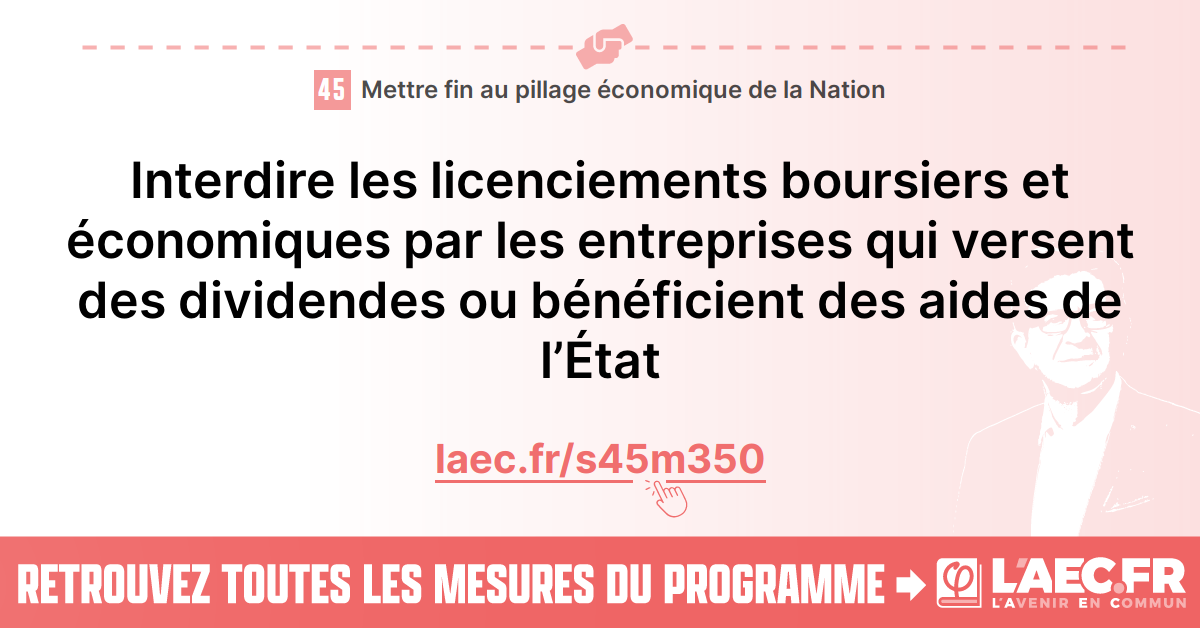 45 Mettre fin au pillage économique de la Nation
Interdire les licenciements boursiers et
économiques par les entreprises qui versent
des dividendes ou bénéficient des aides de
l’État
laec.fr/s45m350
RETROUVEZ TOUTES LES MESURES DU PROGRAMME
φ L'AEC.FR
L'AVENIR EN COMMUN